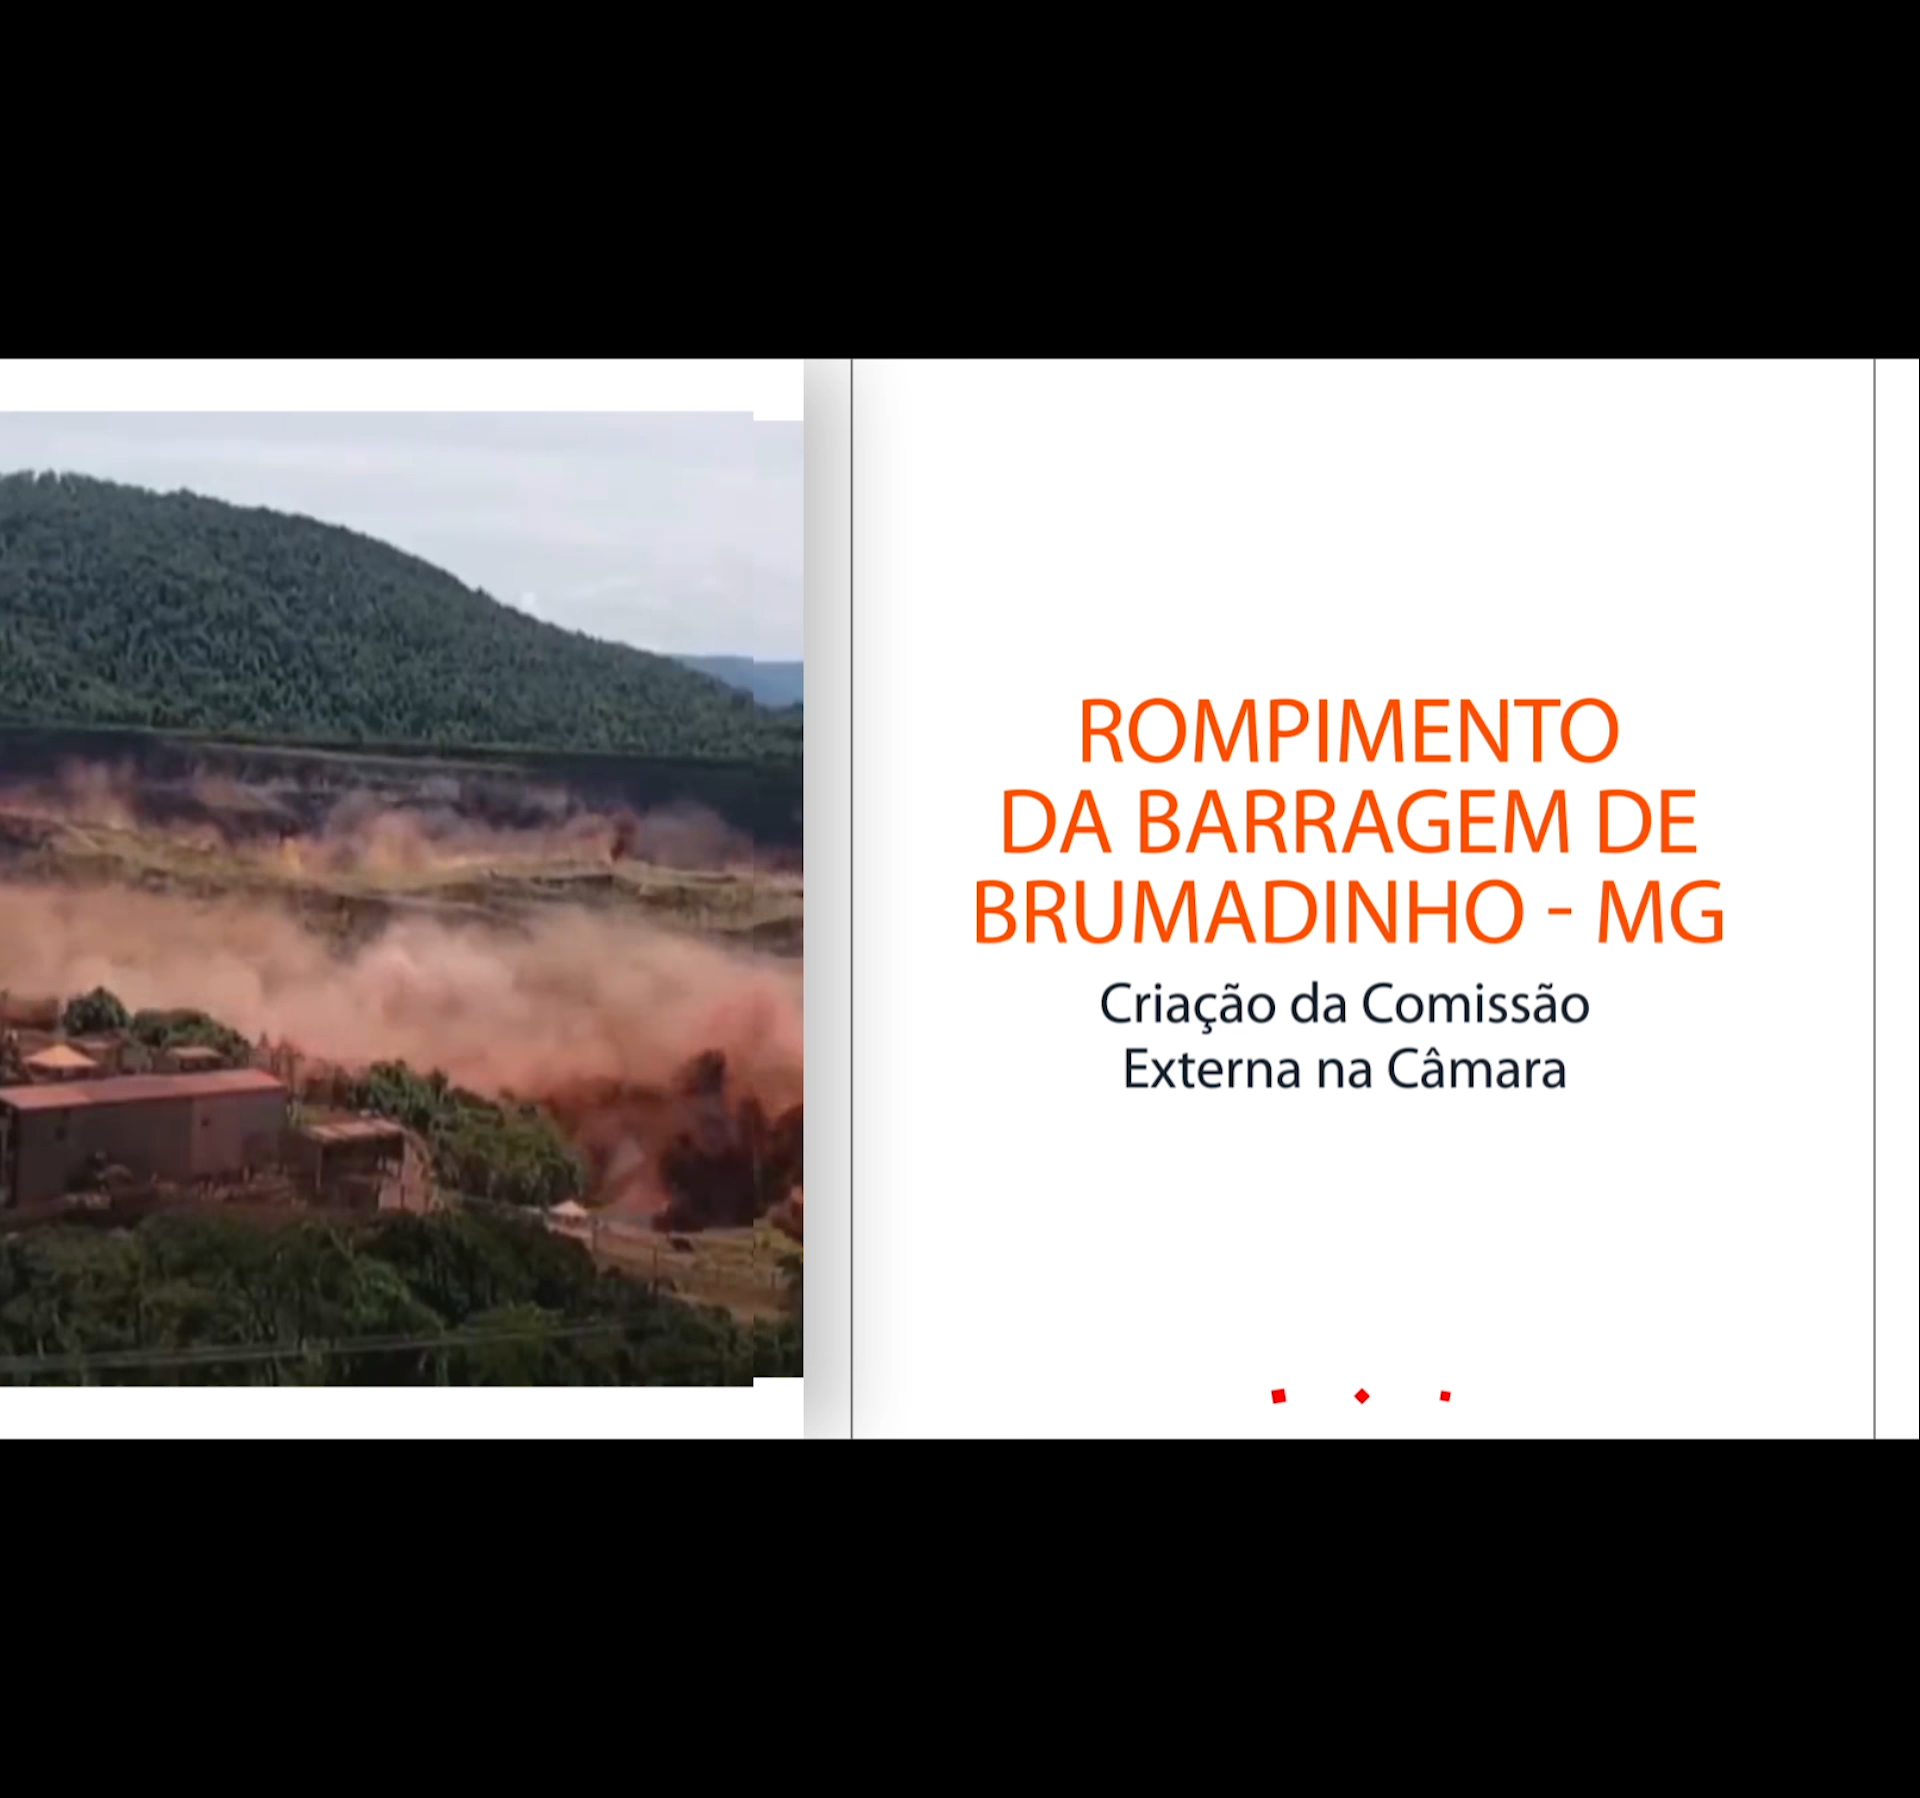 ROMPIMENTO
DA BARRAGEM DE
BRUMADINHO - MG
Criação da Comissão
Externa na Câmara